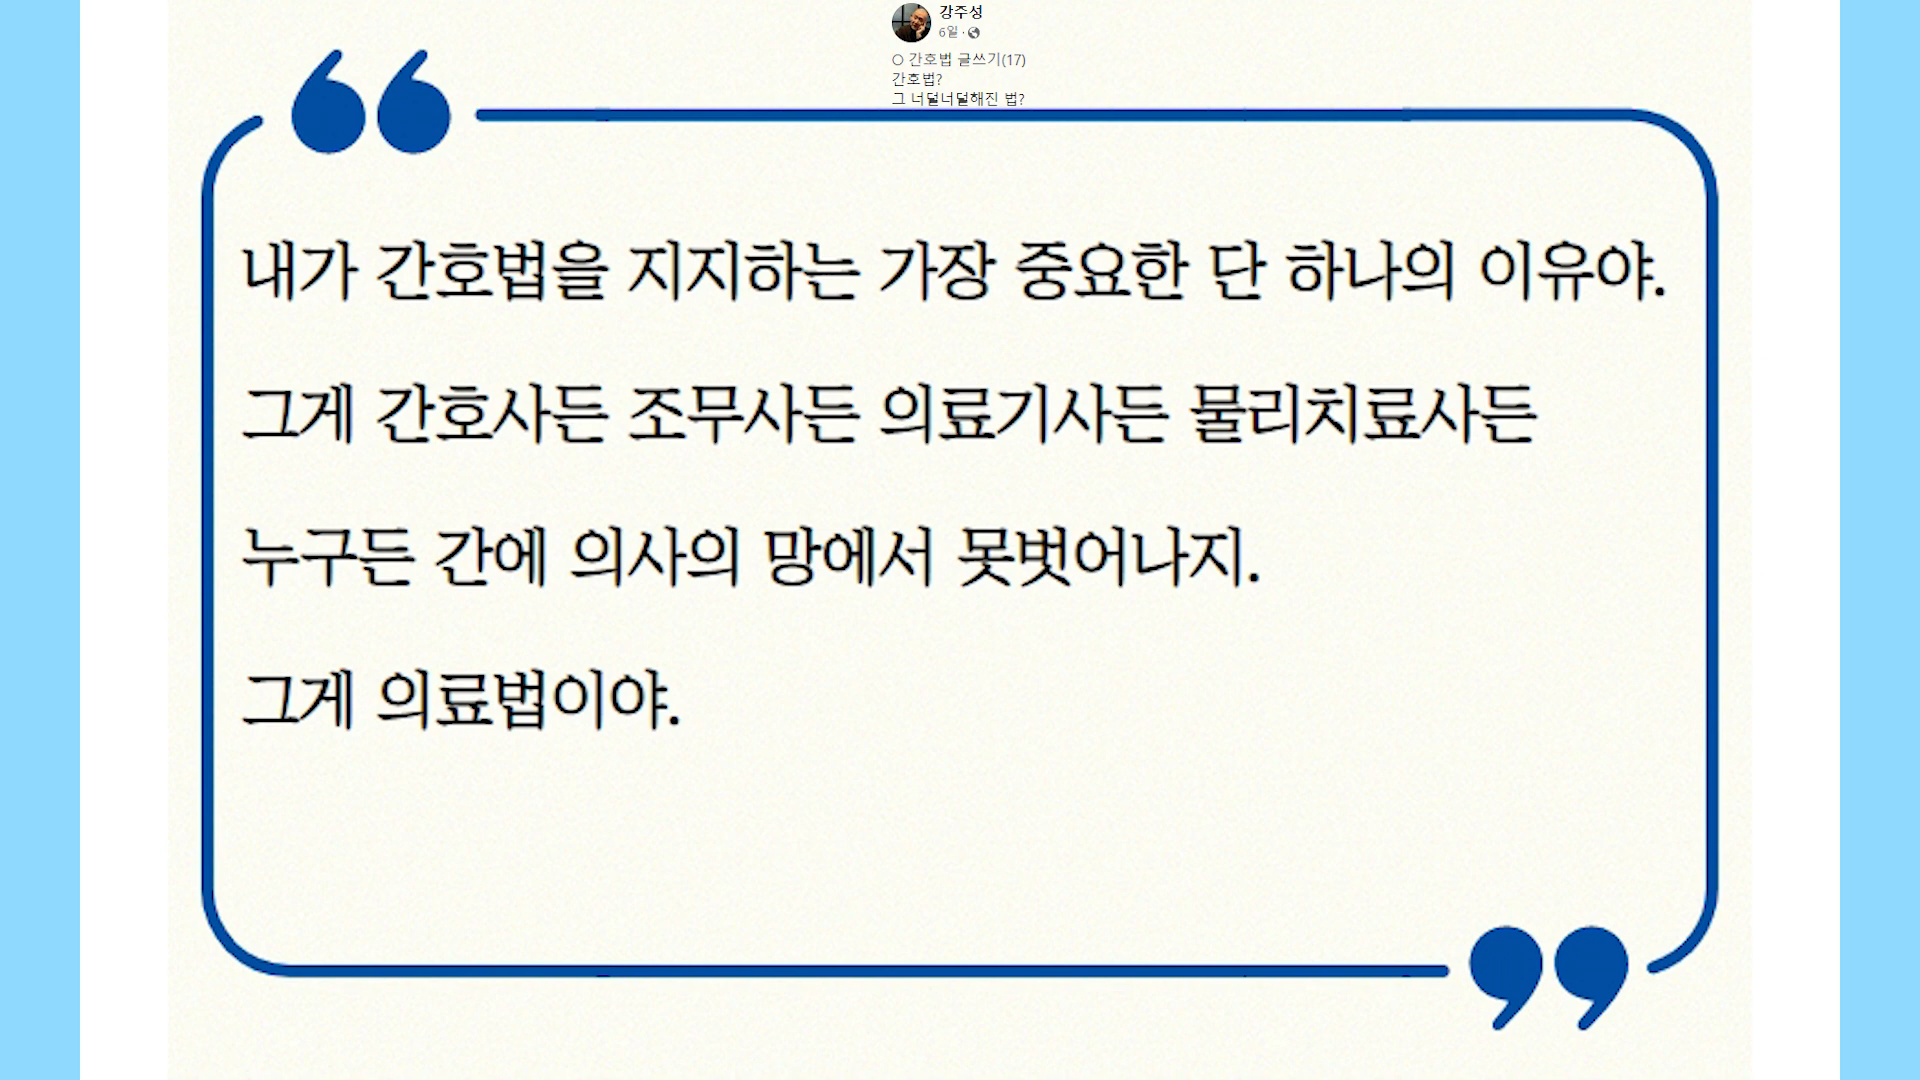 강주성
6일 ·
○ 간호법 글쓰기(17)
간호법?
그 너덜너덜해진 법?
내가 간호법을 지지하는 가장 중요한 단 하나의 이유야.
그게 간호사든 조무사든 의료기사든 물리치료사든
누구든 간에 의사의 망에서 못벗어나지.
그게 의료법이야.